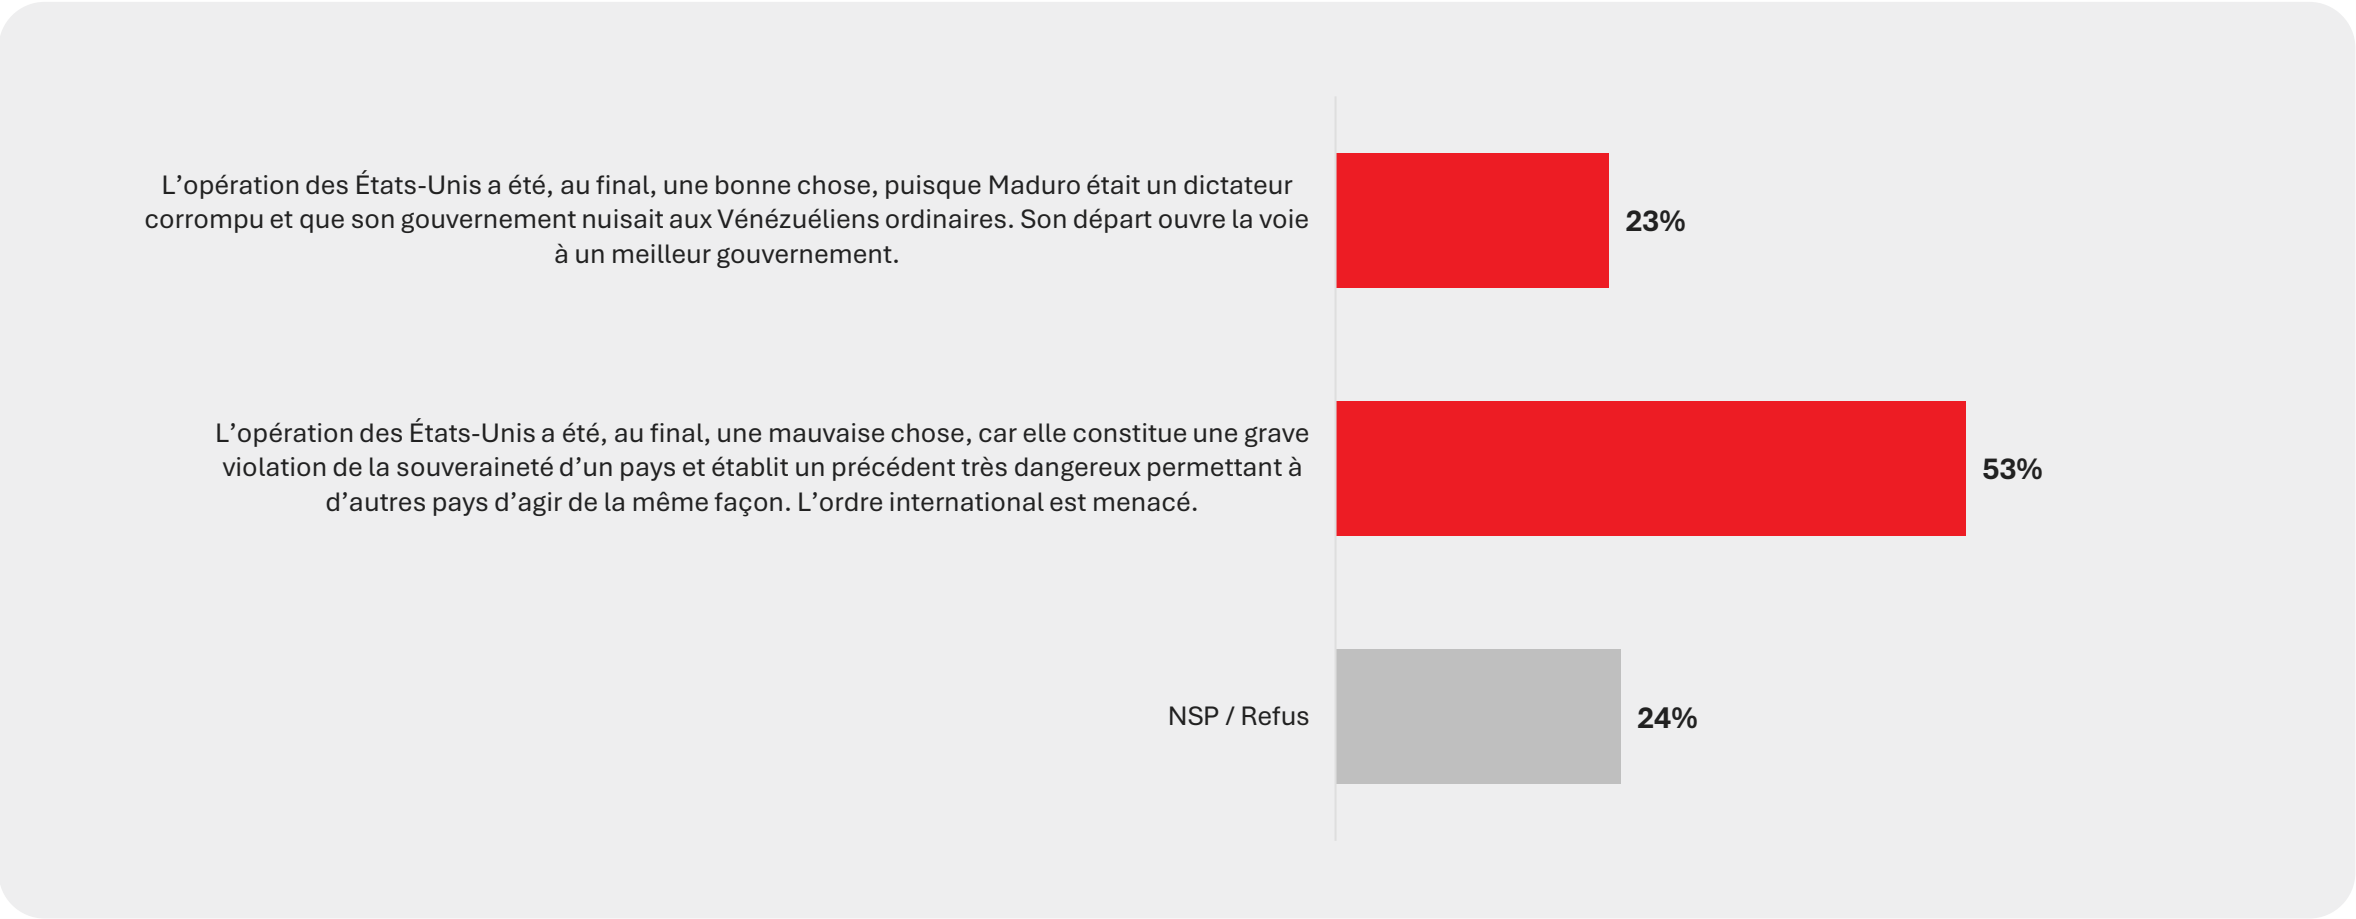 L’opération des États-Unis a été, au final, une bonne chose, puisque Maduro était un dictateur
corrompu et que son gouvernement nuisait aux Vénézuéliens ordinaires. Son départ ouvre la voie
à un meilleur gouvernement.
23%
L’opération des États-Unis a été, au final, une mauvaise chose, car elle constitue une grave
violation de la souveraineté d’un pays et établit un précédent très dangereux permettant à
d’autres pays d’agir de la même façon. L’ordre international est menacé.
53%
NSP / Refus
24%